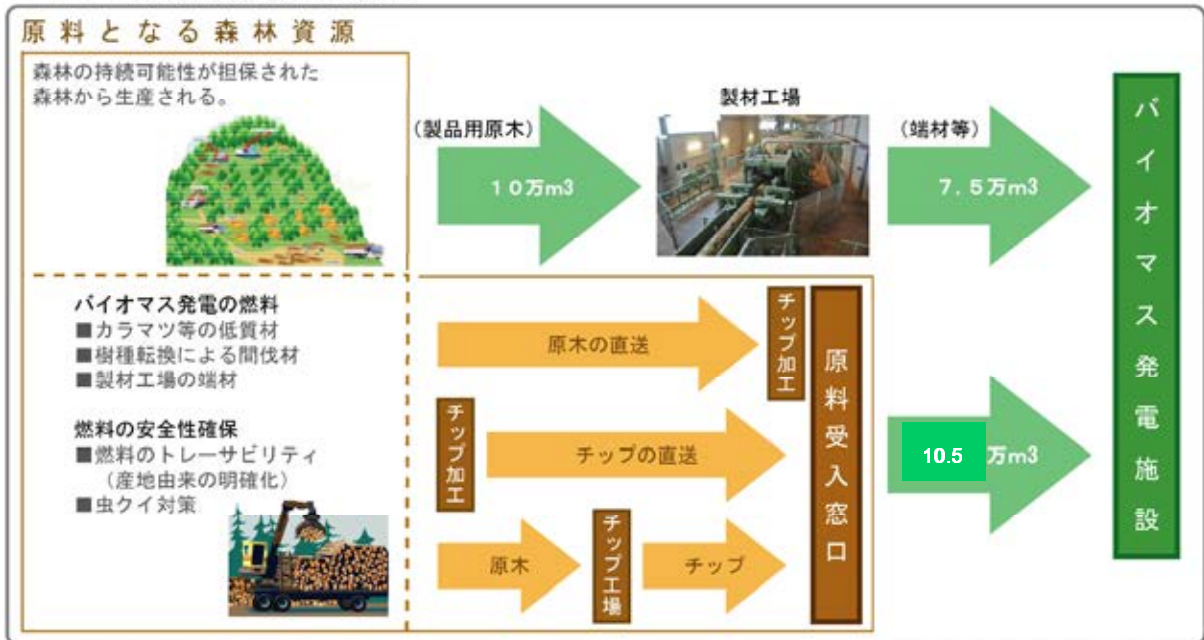 原料となる森林資源
森林の持続可能性が担保された
森林から生産される。
(製品用原木)
10万m3
製材工場
(端材等)
7.5万m3
バイオマス発電施設
バイオマス発電の燃料
■カラマツ等の低質材
■樹種転換による間伐材
■製材工場の端材
燃料の安全性確保
■燃料のトレーサビリティ
(産地由来の明確化)
■虫クイ対策
原木の直送
チップ加工
チップ加工
チップの直送
原木
チップ工場
チップ
原料受入窓口
10.5 万m3